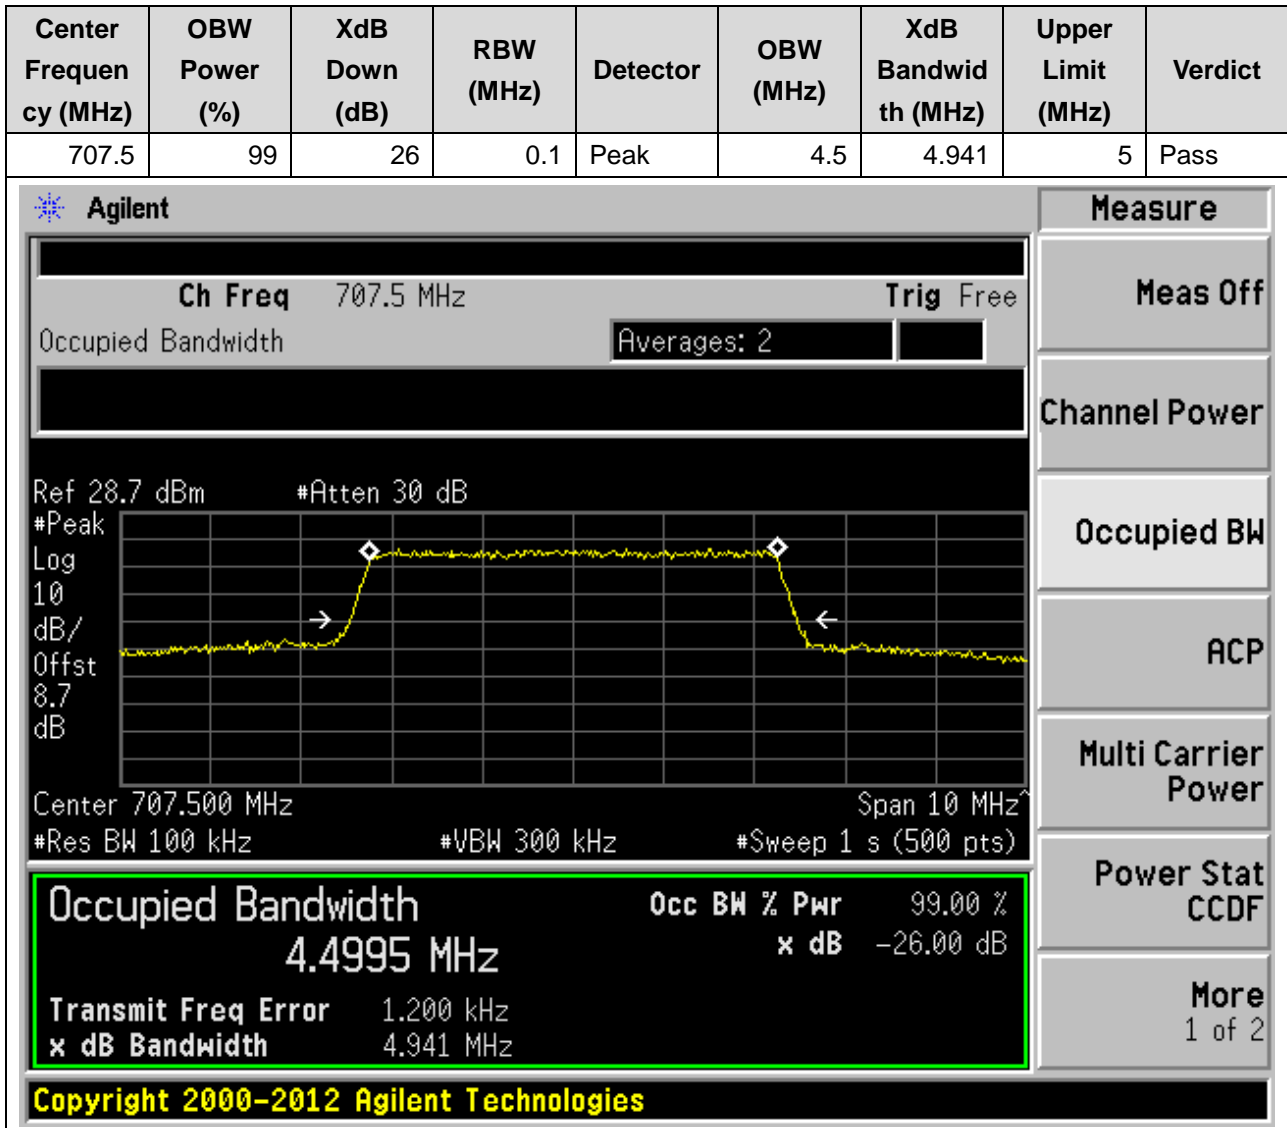 Center Frequen cy (MHz) OBW Power (%) XdB Down (dB) RBW (MHz) Detector OBW (MHz) XdB Bandwid th (MHz) Upper Limit (MHz) Verdict
707.5 99 26 0.1 Peak 4.5 4.941 5 Pass
Agilent
Measure
Ch Freq 707.5 MHz Trig Free
Occupied Bandwidth Averages: 2
Ref 28.7 dBm #Atten 30 dB
#Peak
Log
10
dB/
Offst
8.7
dB
Center 707.500 MHz Span 10 MHz^
#Res BW 100 kHz #VBW 300 kHz #Sweep 1 s (500 pts)
Occupied Bandwidth Occ BW % Pwr 99.00 %
4.4995 MHz x dB -26.00 dB
Transmit Freq Error 1.200 kHz
x dB Bandwidth 4.941 MHz
Meas Off
Channel Power
Occupied BW
ACP
Multi Carrier
Power
Power Stat
CCDF
More
1 of 2
Copyright 2000-2012 Agilent Technologies